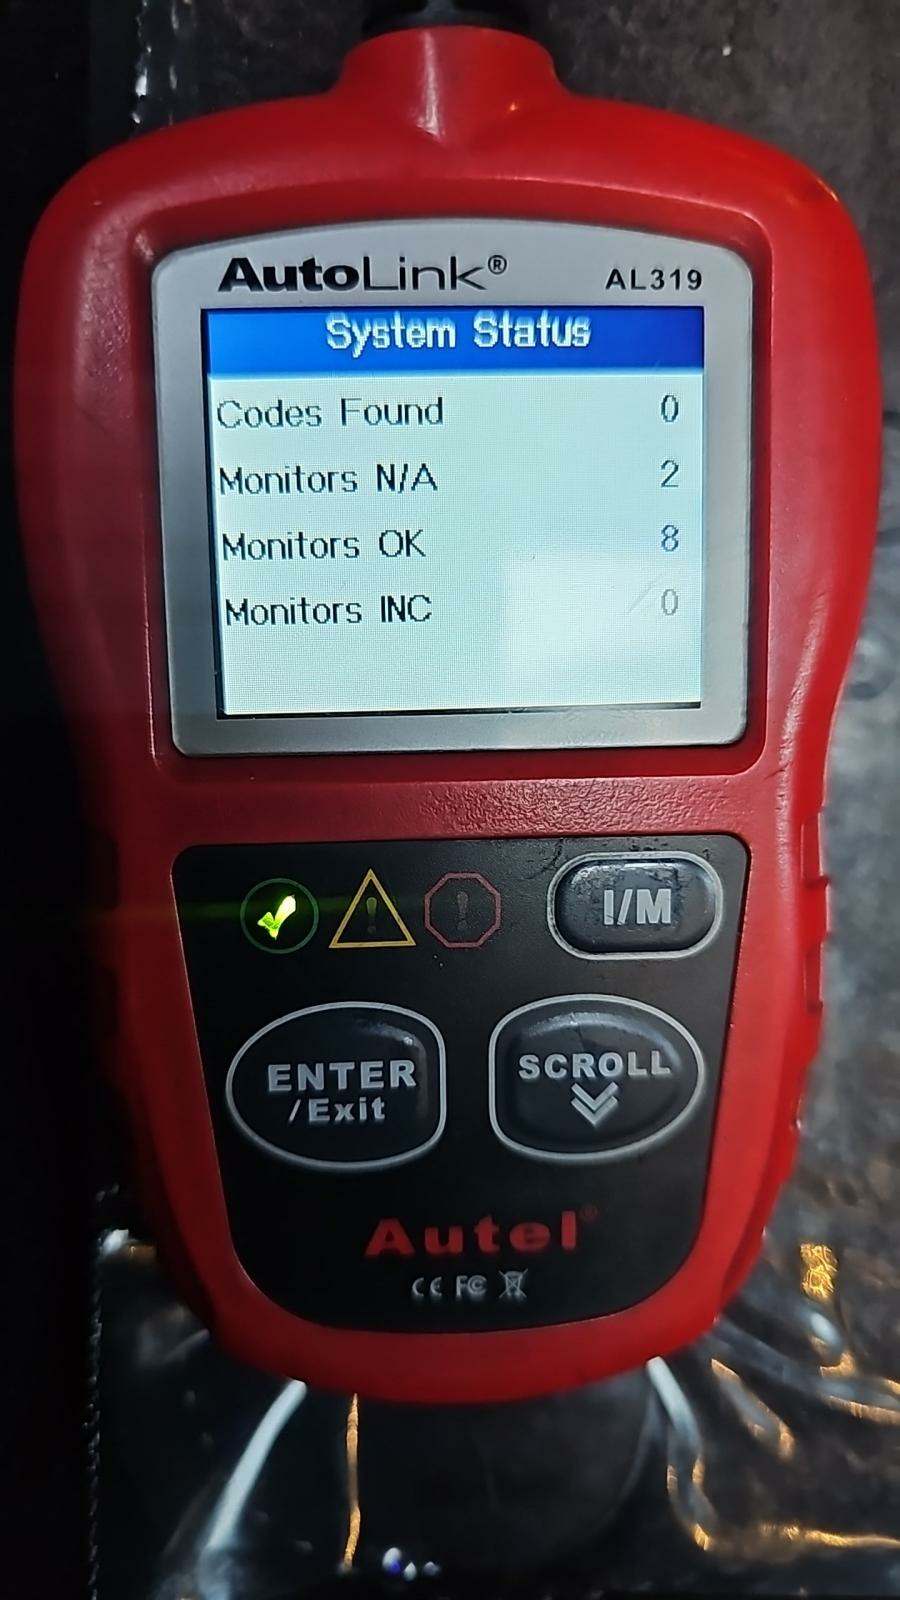 AutoLink® AL319
System Status
Codes Found 0
Monitors N/A 2
Monitors OK 8
Monitors INC 0
I/M
ENTER
/Exit
SCROLL
Autel®
CE FC